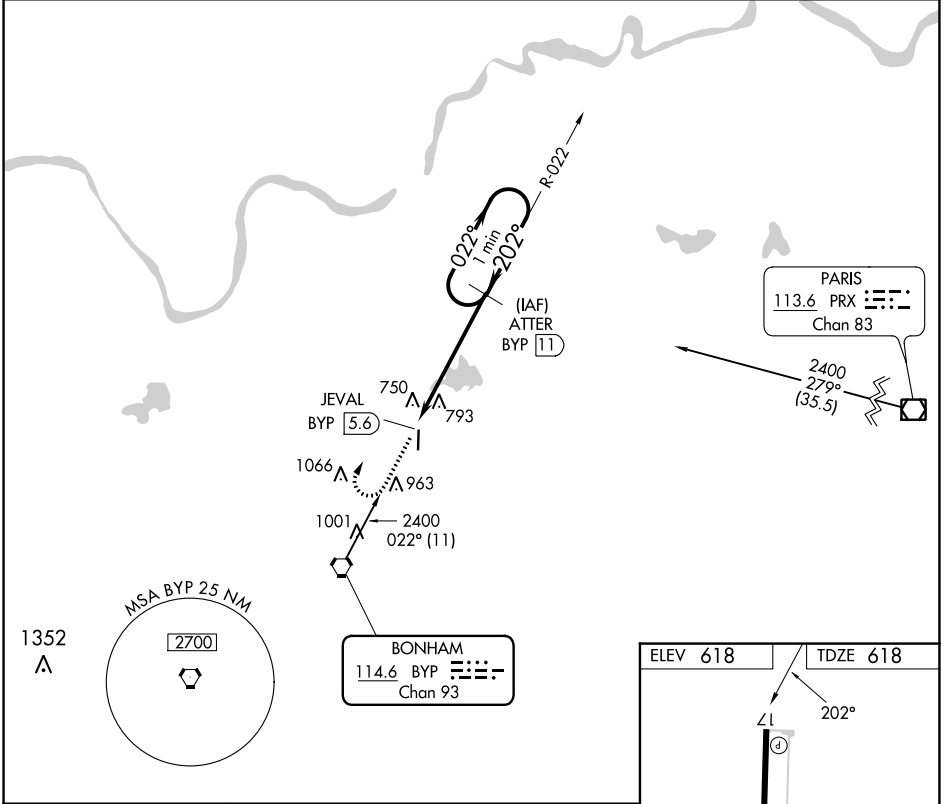 R-022
022°
1 min
202°
(IAF)
ATTER
BYP 11
PARIS
113.6 PRX
Chan 83
2400
279°
(35.5)
750
793
JEVAL
BYP 5.6
1066
963
1001
2400
022° (11)
MSA BYP 25 NM
2700
1352
BONHAM
114.6 BYP
Chan 93
ELEV 618
TDZE 618
202°
17
P